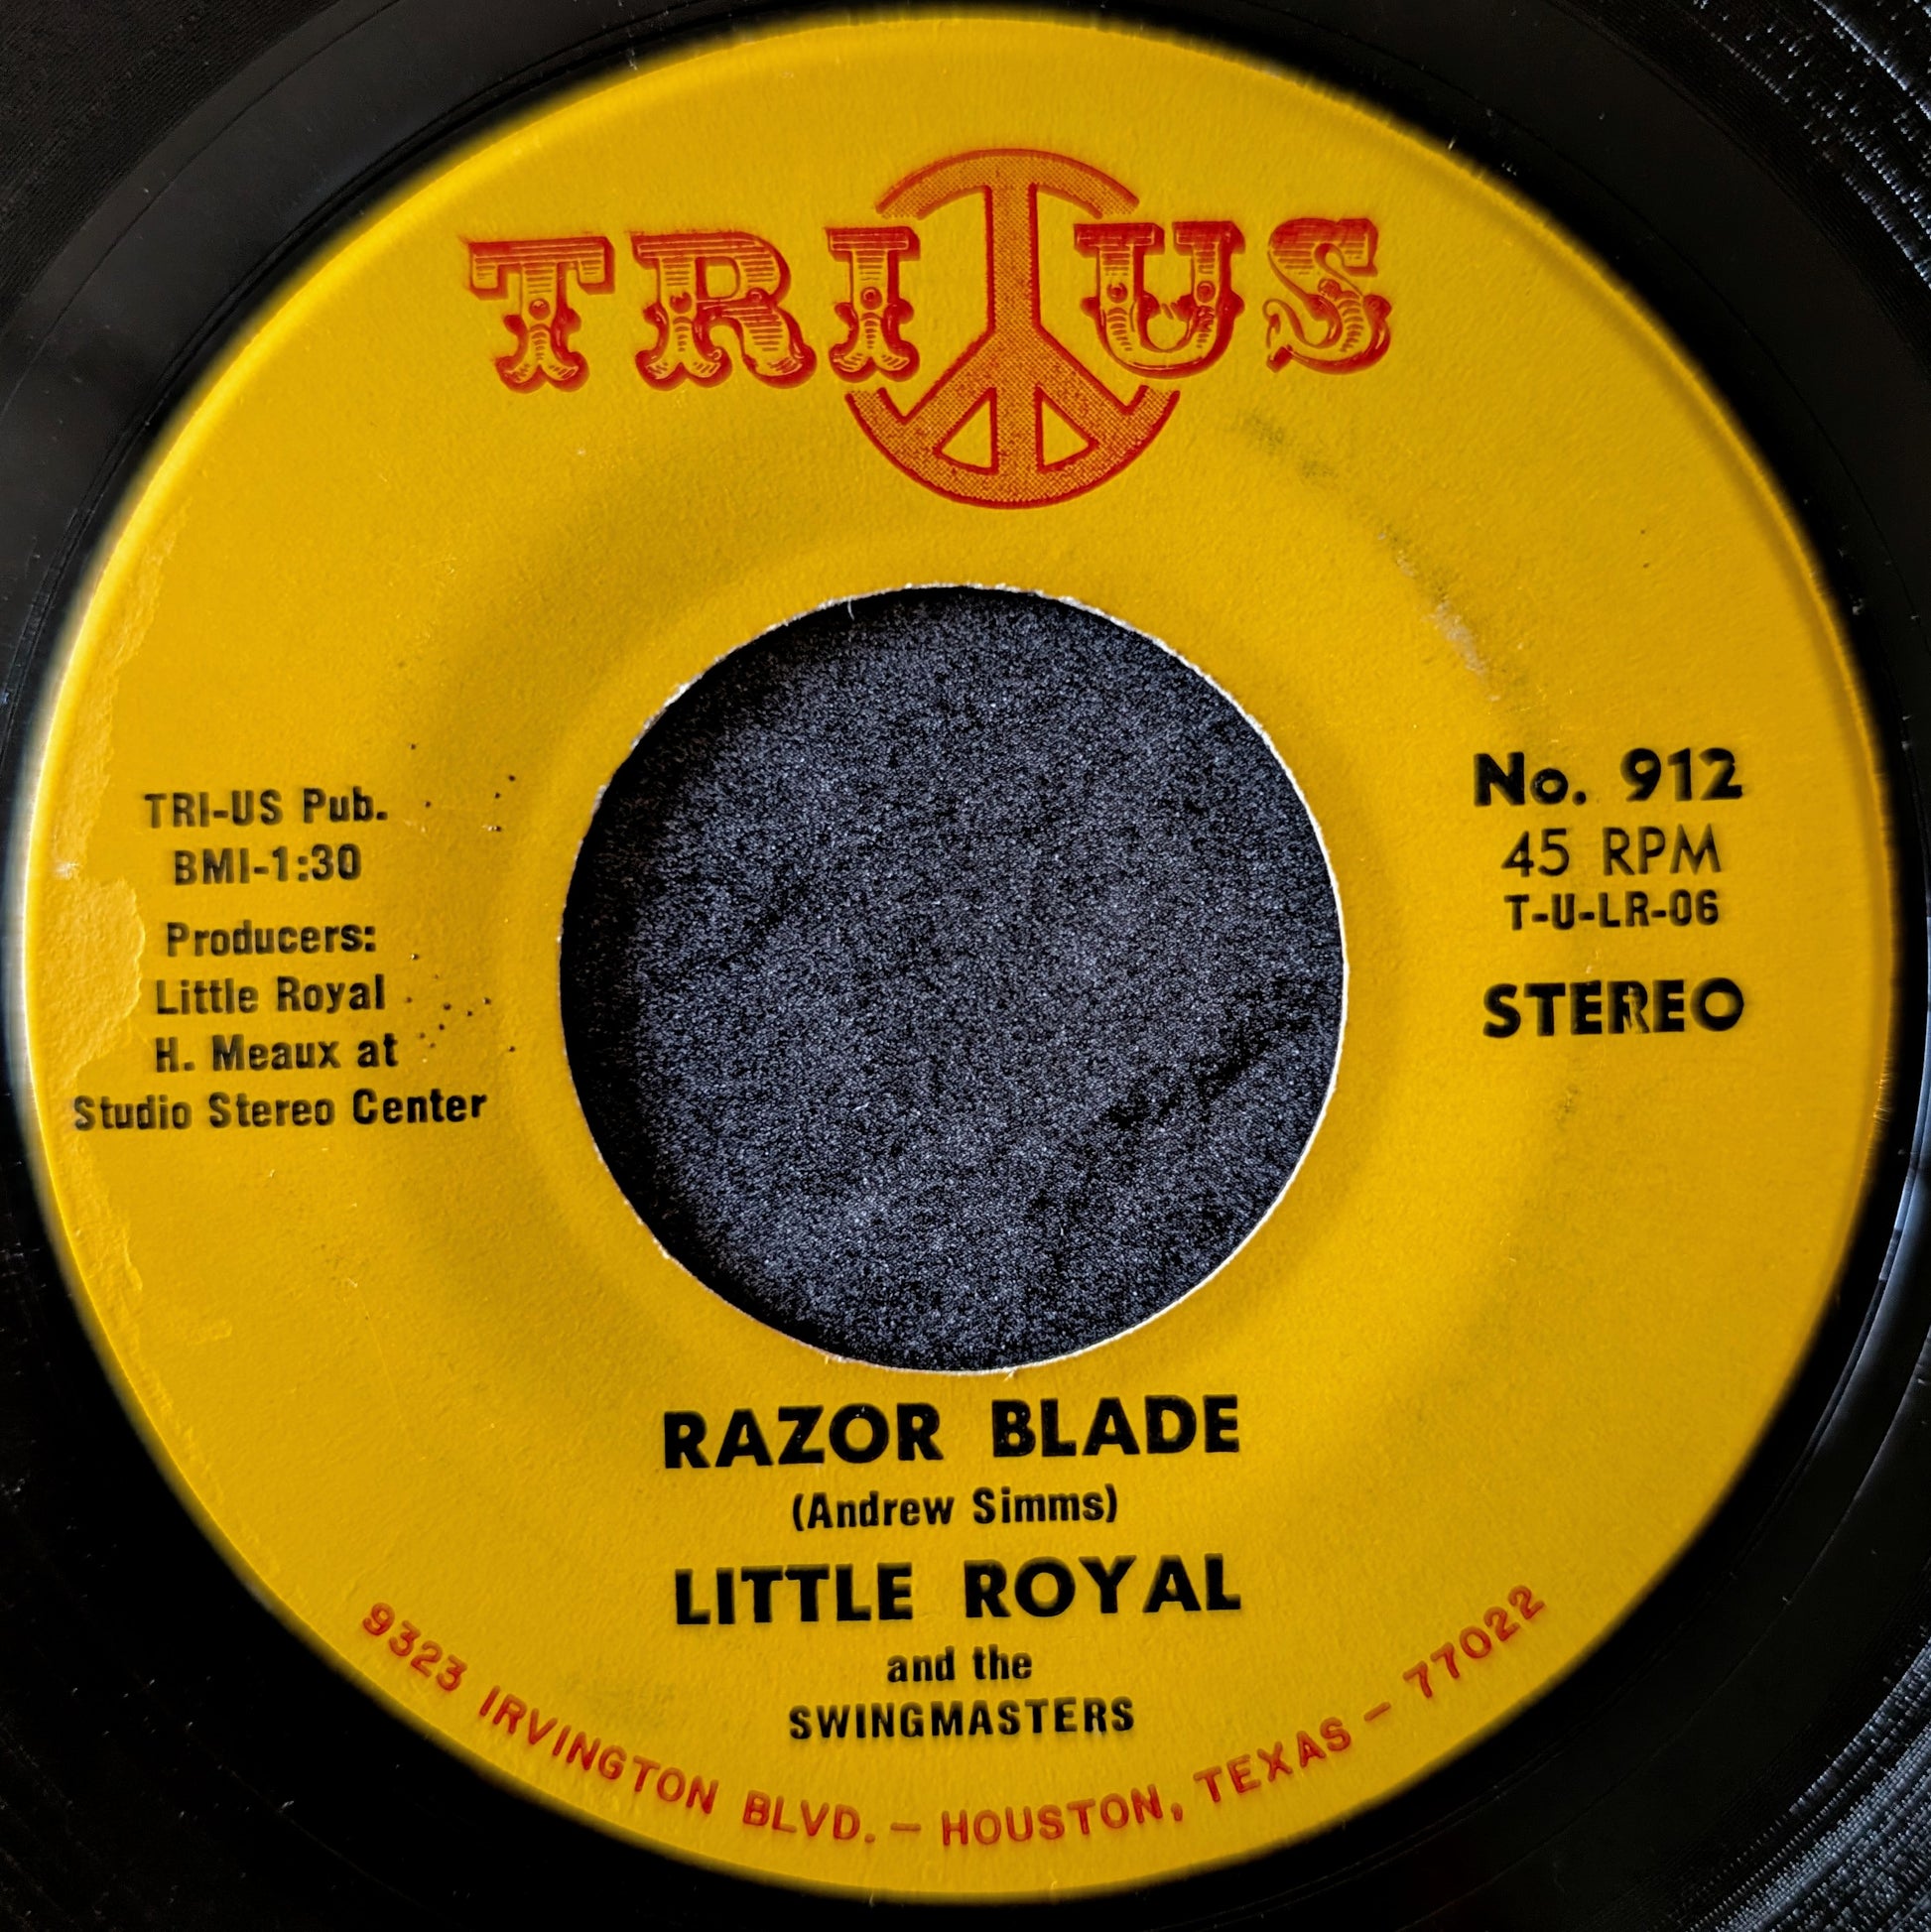 TRI US
TRI-US Pub.
BMI-1:30
Producers:
Little Royal
H. Meaux at
Studio Stereo Center
No. 912
45 RPM
T-U-LR-06
STEREO
RAZOR BLADE
(Andrew Simms)
LITTLE ROYAL
and the
SWINGMASTERS
9323 IRVINGTON BLVD. — HOUSTON, TEXAS — 77022